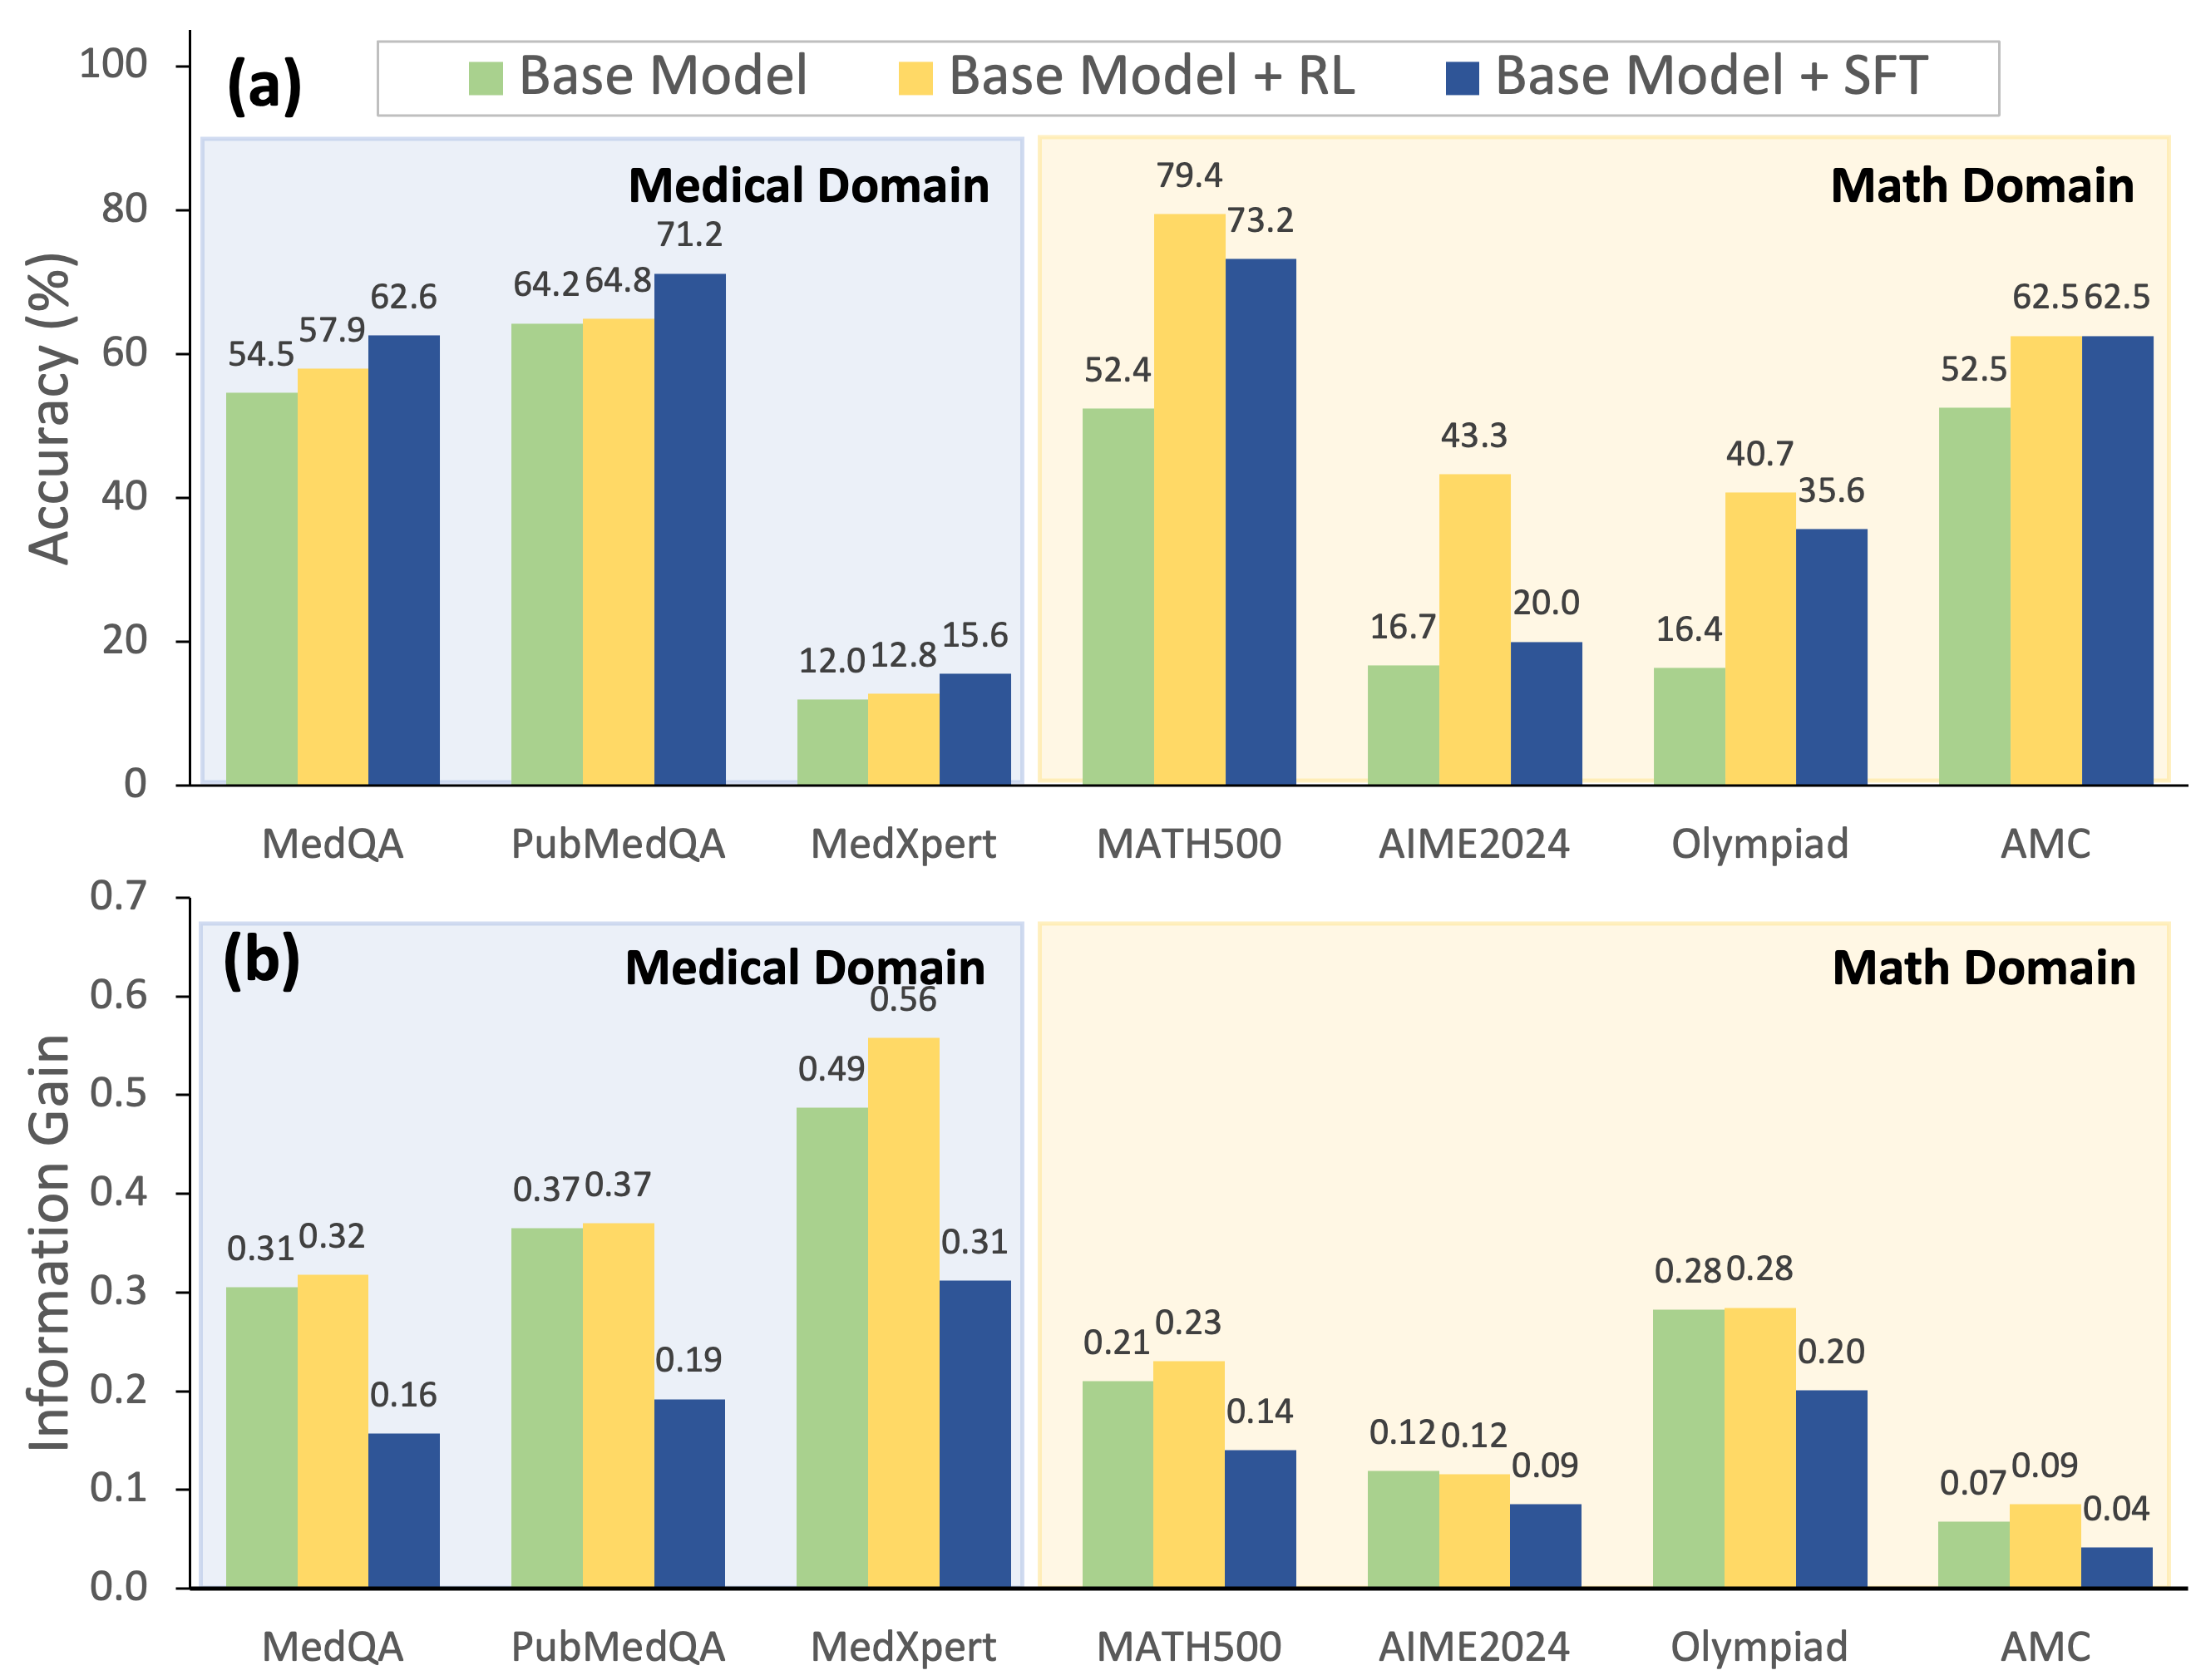 (a)
Base Model
Base Model + RL
Base Model + SFT
Accuracy (%)
100
80
60
40
20
0
Medical Domain
Math Domain
54.5
57.9
62.6
64.2
64.8
71.2
12.0
12.8
15.6
52.4
79.4
73.2
16.7
43.3
20.0
16.4
40.7
35.6
52.5
62.5
62.5
MedQA
PubMedQA
MedXpert
MATH500
AIME2024
Olympiad
AMC
(b)
Information Gain
0.7
0.6
0.5
0.4
0.3
0.2
0.1
0.0
Medical Domain
Math Domain
0.31
0.32
0.16
0.37
0.37
0.19
0.49
0.56
0.31
0.21
0.23
0.14
0.12
0.12
0.09
0.28
0.28
0.20
0.07
0.09
0.04
MedQA
PubMedQA
MedXpert
MATH500
AIME2024
Olympiad
AMC